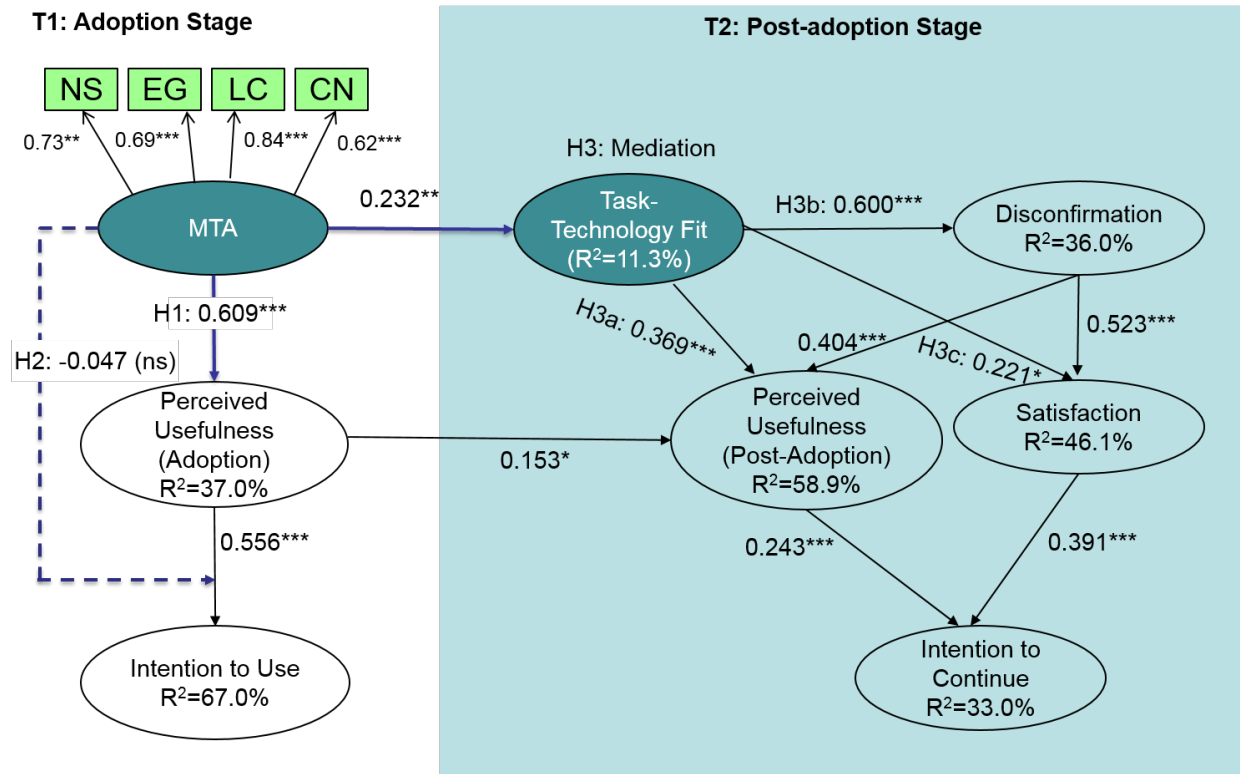 T1: Adoption Stage
T2: Post-adoption Stage
NS
EG
LC
CN
0.73**
0.69***
0.84***
0.62***
H3: Mediation
MTA
0.232**
Task-
Technology Fit
(R²=11.3%)
H3b: 0.600***
Disconfirmation
R²=36.0%
H1: 0.609***
H2: -0.047 (ns)
H3a: 0.369***
0.404***
H3c: 0.221*
0.523***
Perceived
Usefulness
(Adoption)
R²=37.0%
0.153*
Perceived
Usefulness
(Post-Adoption)
R²=58.9%
Satisfaction
R²=46.1%
0.556***
0.243***
0.391***
Intention to Use
R²=67.0%
Intention to
Continue
R²=33.0%